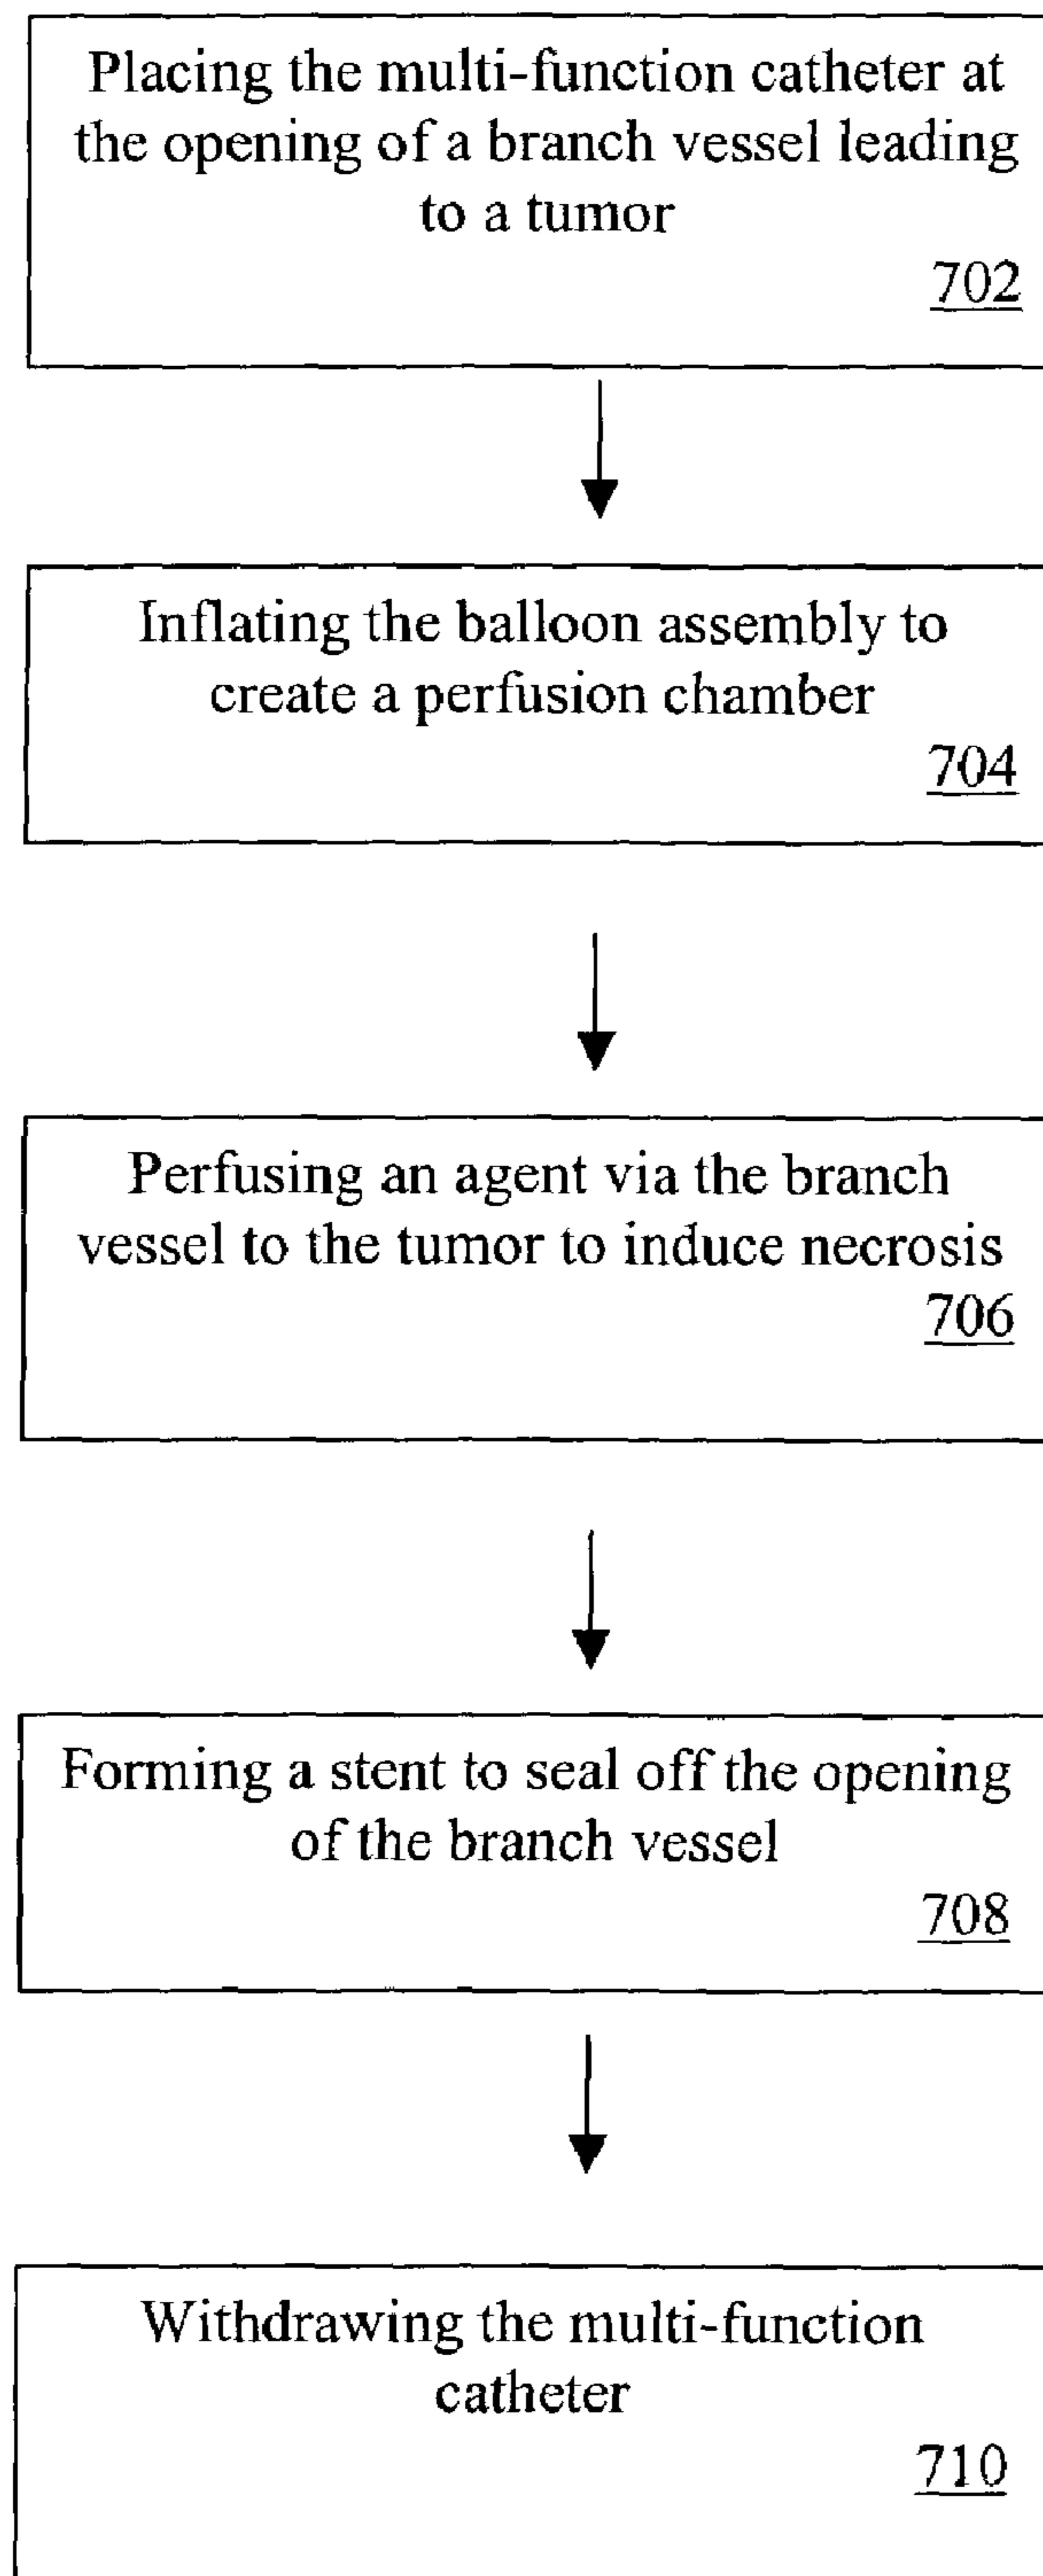 Placing the multi-function catheter at
the opening of a branch vessel leading
to a tumor
702
Inflating the balloon assembly to
create a perfusion chamber
704
Perfusing an agent via the branch
vessel to the tumor to induce necrosis
706
Forming a stent to seal off the opening
of the branch vessel
708
Withdrawing the multi-function
catheter
710